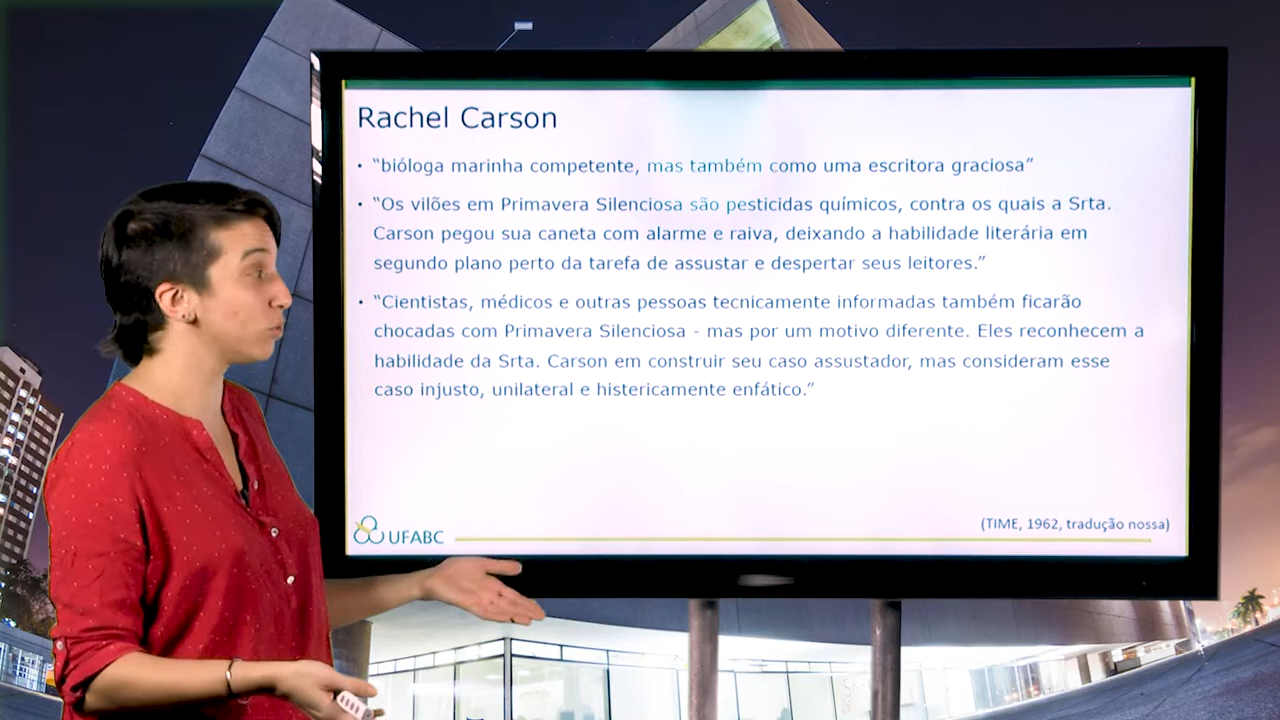 Rachel Carson
• “bióloga marinha competente, mas também como uma escritora graciosa”
• “Os vilões em Primavera Silenciosa são pesticidas químicos, contra os quais a Srta.
Carson pegou sua caneta com alarme e raiva, deixando a habilidade literária em
segundo plano perto da tarefa de assustar e despertar seus leitores.”
• “Cientistas, médicos e outras pessoas tecnicamente informadas também ficarão
chocadas com Primavera Silenciosa - mas por um motivo diferente. Eles reconhecem a
habilidade da Srta. Carson em construir seu caso assustador, mas consideram esse
caso injusto, unilateral e histericamente enfático.”
(TIME, 1962, tradução nossa)
UFABC